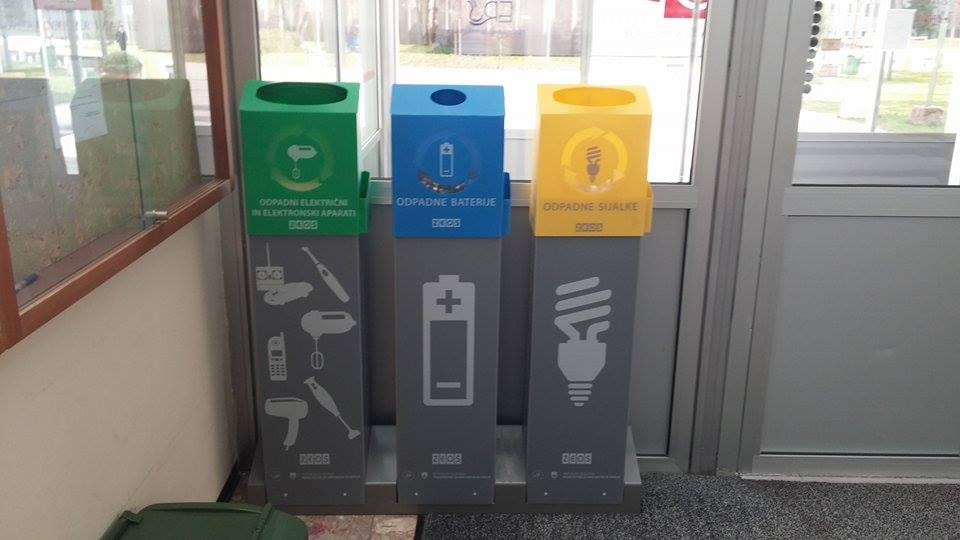 ODPADNI ELEKTRIČNI
IN ELEKTRONSKI APARATI
ZEOS
ODPADNE BATERIJE
ZEOS
ODPADNE SIJALKE
ZEOS
ZEOS
ZEOS
ZEOS